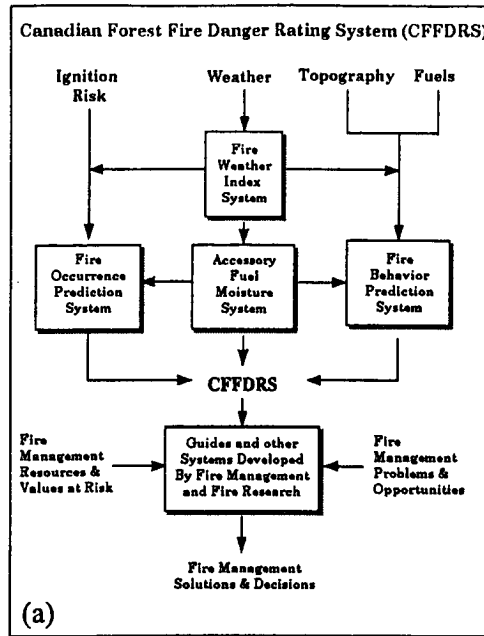 Canadian Forest Fire Danger Rating System (CFFDRS)
Ignition
Risk
Weather
Topography
Fuels
Fire
Weather
Index
System
Fire
Occurrence
Prediction
System
Accessory
Fuel
Moisture
System
Fire
Behavior
Prediction
System
CFFDRS
Fire
Management
Resources &
Values at Risk
Guides and other
Systems Developed
By Fire Management
and Fire Research
Fire
Management
Problems &
Opportunities
Fire Management
Solutions & Decisions
(a)